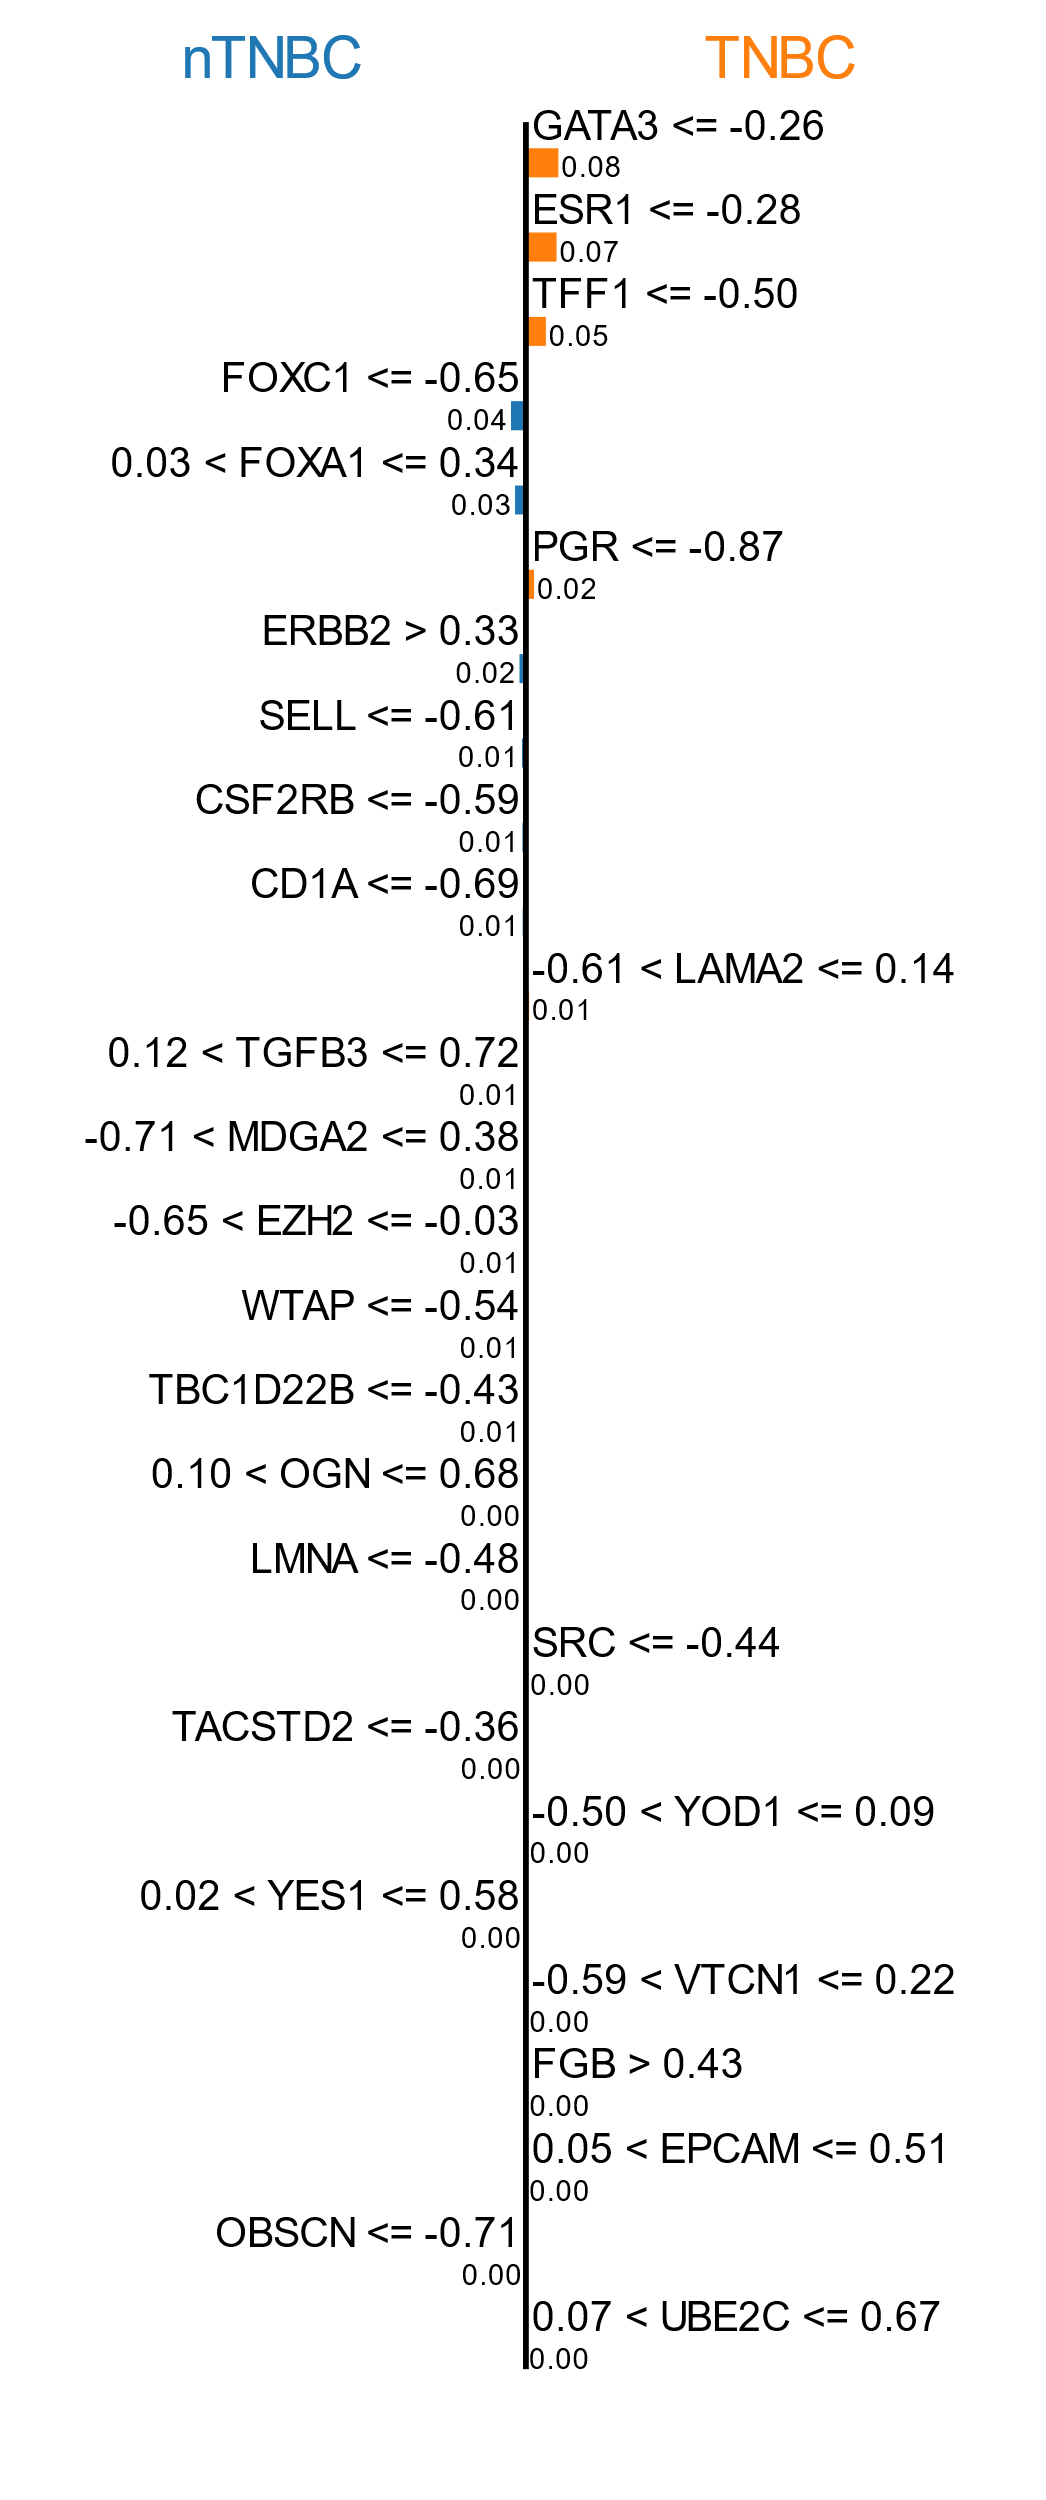 nTNBC TNBC
GATA3 <= -0.26
0.08
ESR1 <= -0.28
0.07
TFF1 <= -0.50
0.05
FOXC1 <= -0.65
0.04
0.03 < FOXA1 <= 0.34
0.03
PGR <= -0.87
0.02
ERBB2 > 0.33
0.02
SELL <= -0.61
0.01
CSF2RB <= -0.59
0.01
CD1A <= -0.69
0.01
-0.61 < LAMA2 <= 0.14
0.01
0.12 < TGFB3 <= 0.72
0.01
-0.71 < MDGA2 <= 0.38
0.01
-0.65 < EZH2 <= -0.03
0.01
WTAP <= -0.54
0.01
TBC1D22B <= -0.43
0.01
0.10 < OGN <= 0.68
0.00
LMNA <= -0.48
0.00
SRC <= -0.44
0.00
TACSTD2 <= -0.36
0.00
-0.50 < YOD1 <= 0.09
0.00
0.02 < YES1 <= 0.58
0.00
-0.59 < VTCN1 <= 0.22
0.00
FGB > 0.43
0.00
0.05 < EPCAM <= 0.51
0.00
OBSCN <= -0.71
0.00
0.07 < UBE2C <= 0.67
0.00